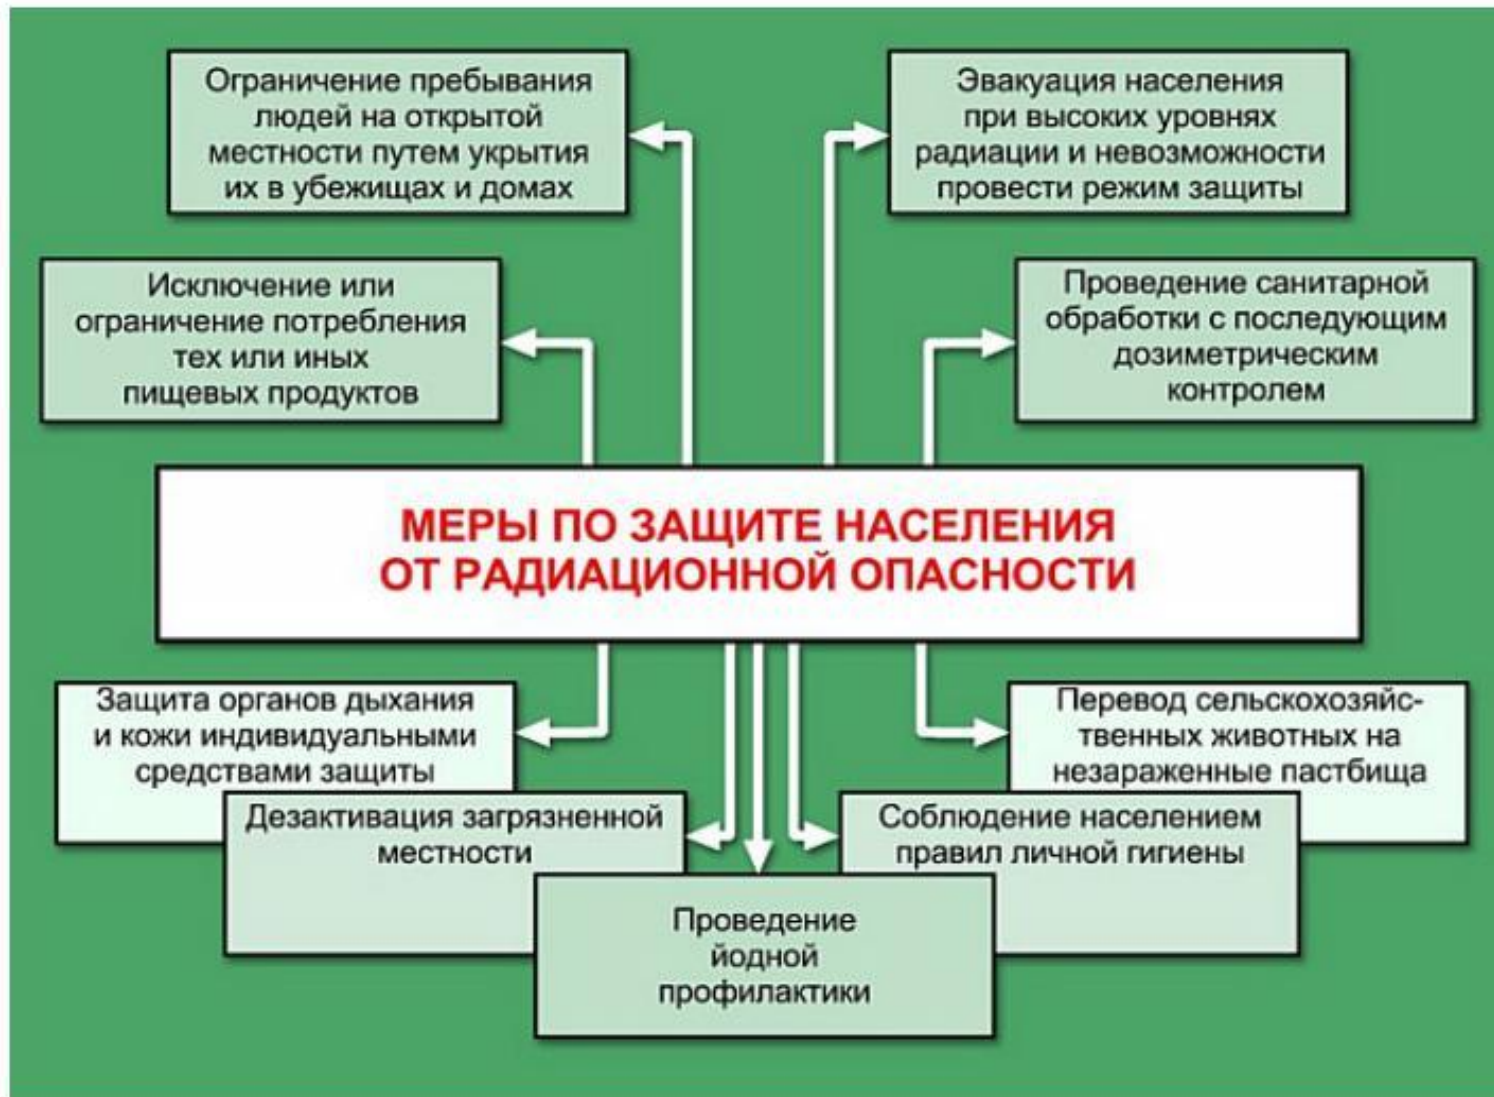 Ограничение пребывания
людей на открытой
местности путем укрытия
их в убежищах и домах
Эвакуация населения
при высоких уровнях
радиации и невозможности
провести режим защиты
Исключение или
ограничение потребления
тех или иных
пищевых продуктов
Проведение санитарной
обработки с последующим
дозиметрическим
контролем
МЕРЫ ПО ЗАЩИТЕ НАСЕЛЕНИЯ
ОТ РАДИАЦИОННОЙ ОПАСНОСТИ
Защита органов дыхания
и кожи индивидуальными
средствами защиты
Перевод сельскохозяйс-
твенных животных на
незараженные пастбища
Дезактивация загрязненной
местности
Соблюдение населением
правил личной гигиены
Проведение
йодной
профилактики